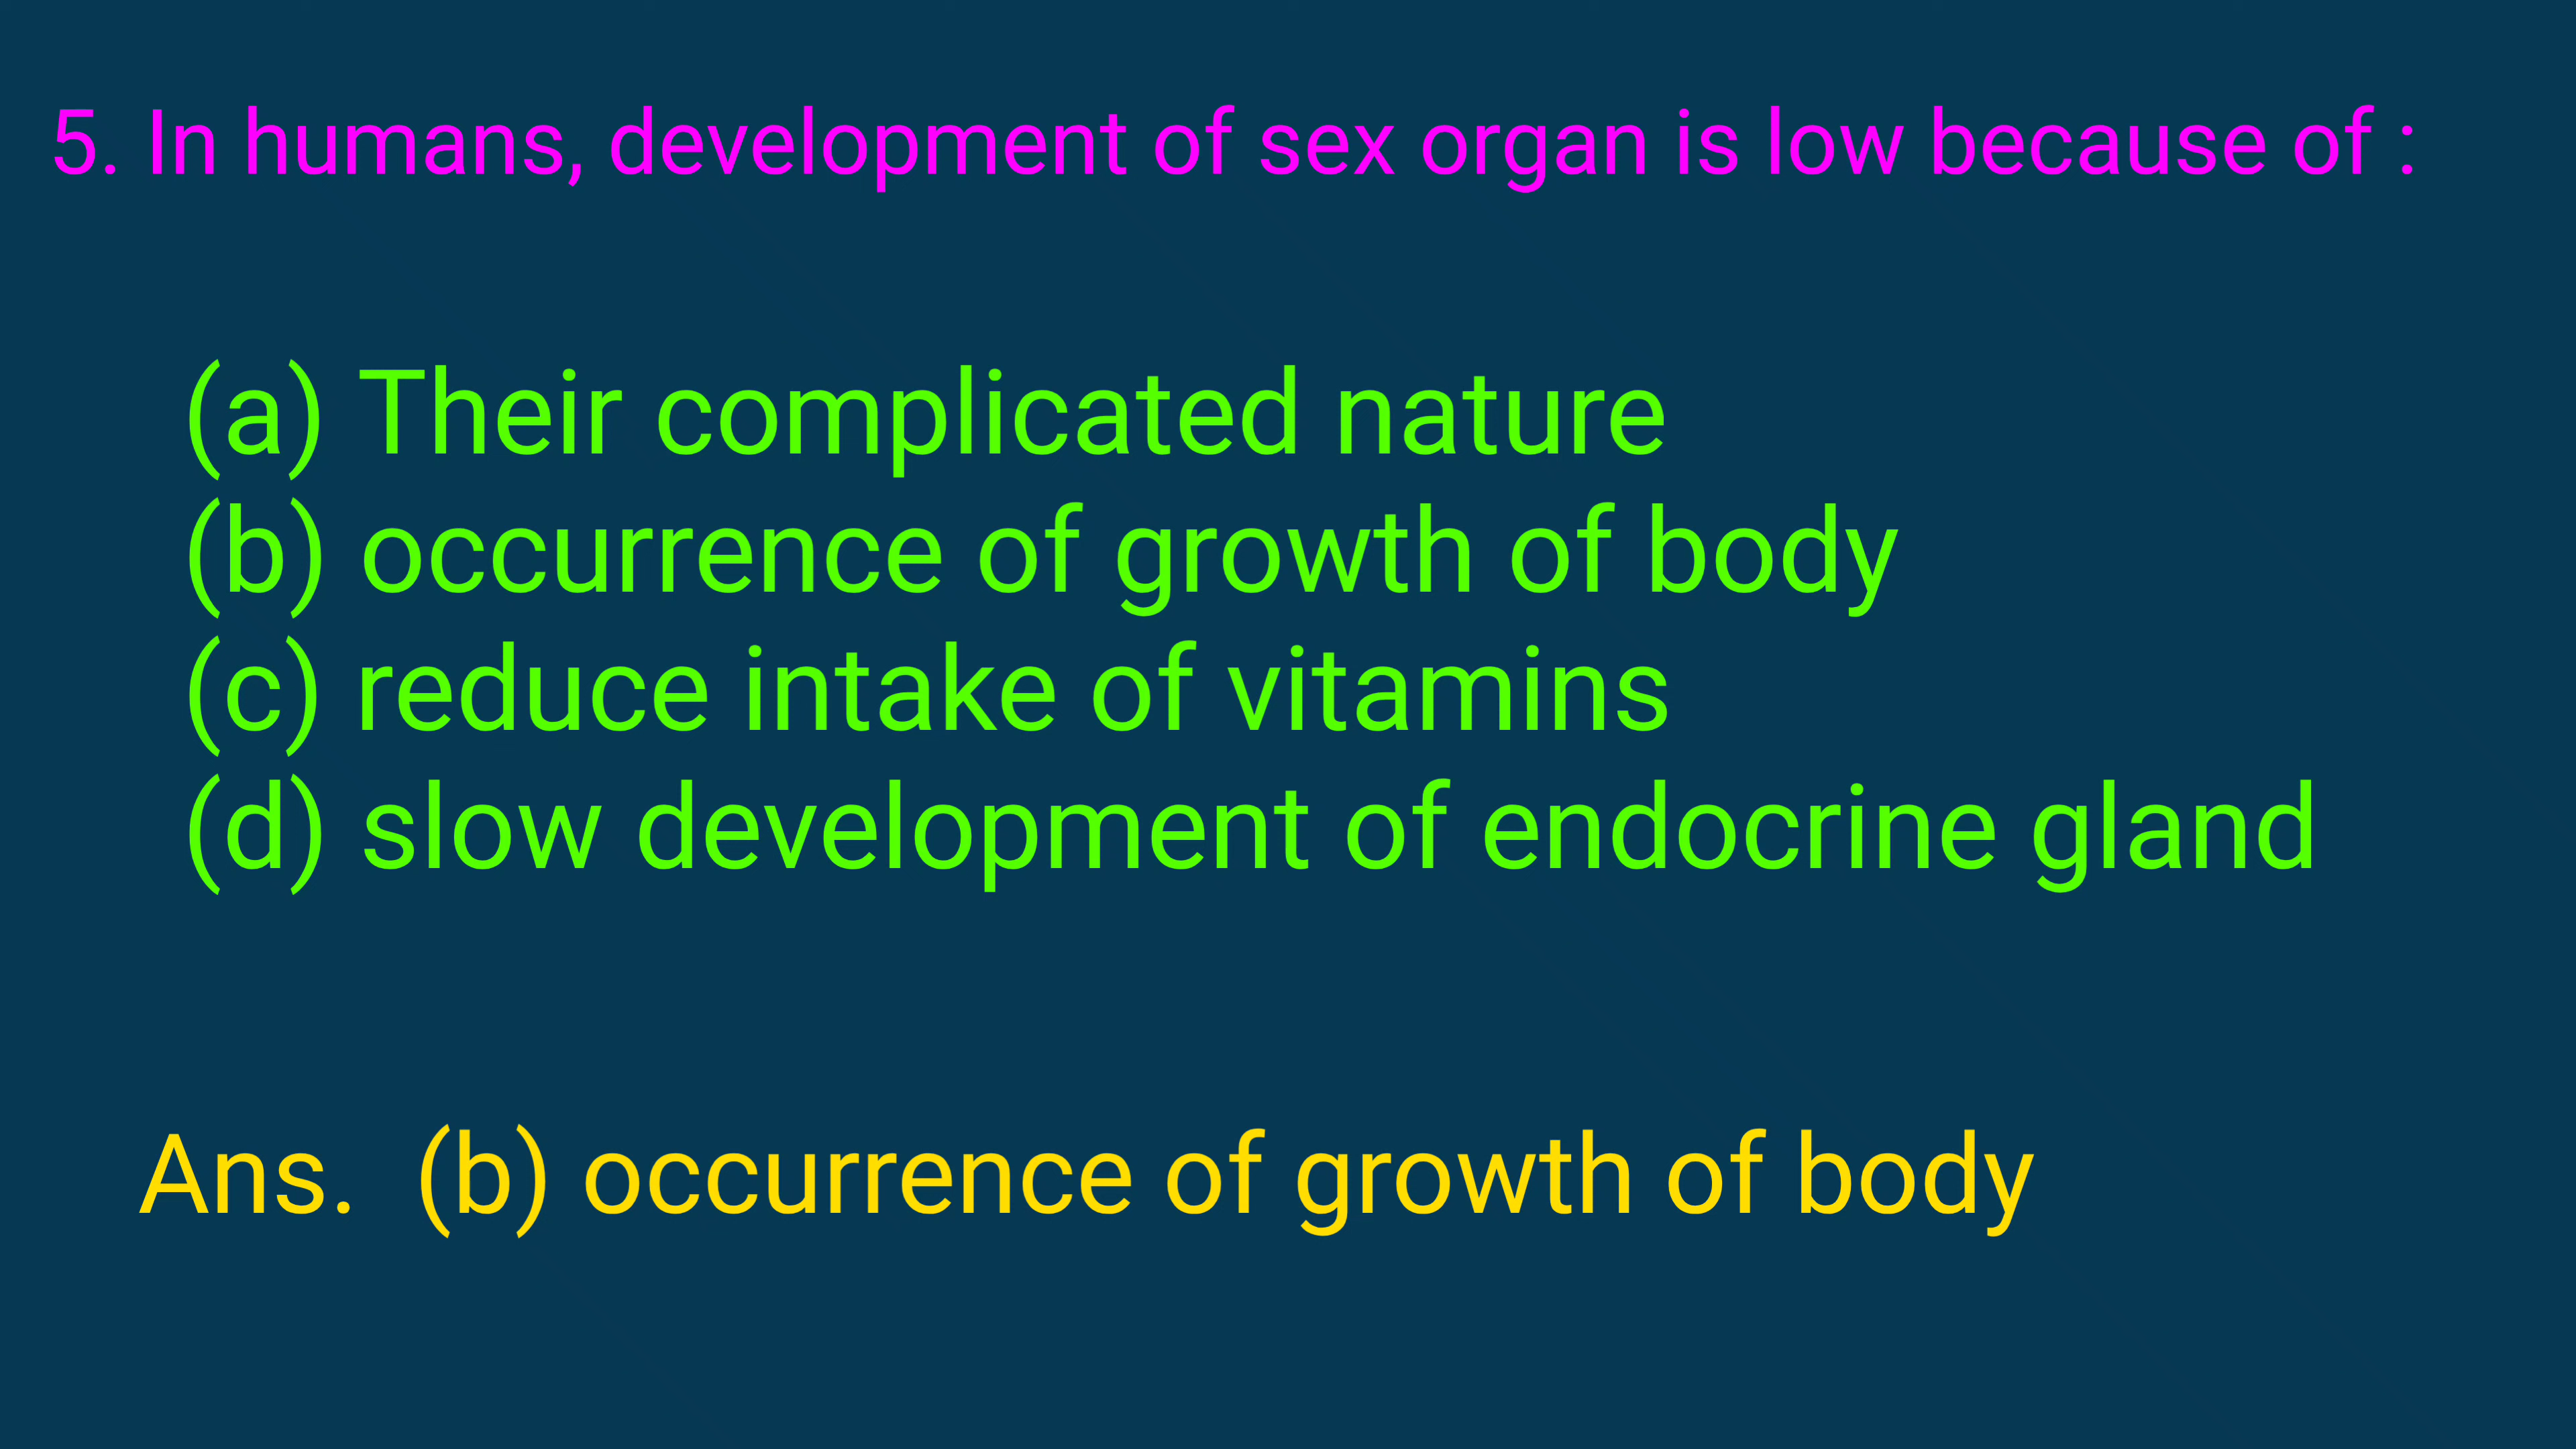 5. In humans, development of sex organ is low because of :
(a) Their complicated nature
(b) occurrence of growth of body
(c) reduce intake of vitamins
(d) slow development of endocrine gland
Ans. (b) occurrence of growth of body